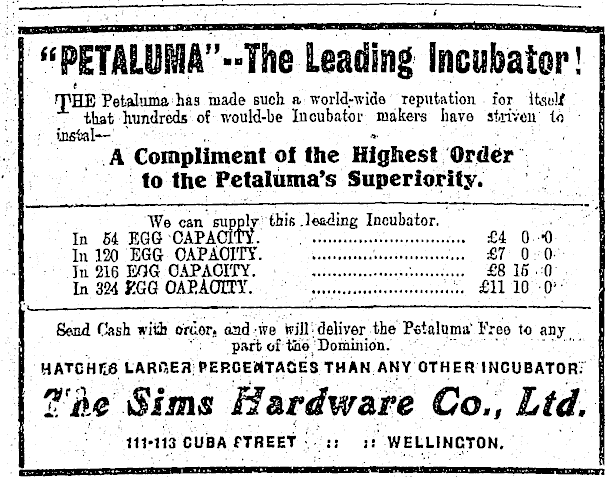 "PETALUMA"--The Leading Incubator!
THE Petaluma has made such a world-wide reputation for itself
that hundreds of would-be Incubator makers have striven to
instal—
A Compliment of the Highest Order
to the Petaluma's Superiority.
We can supply this leading Incubator.
In 54 EGG CAPACITY. ............................ £4 0 0
In 120 EGG CAPACITY. ............................ £7 0 0
In 216 EGG CAPACITY. ............................ £8 15 0
In 324 EGG CAPACITY. ............................ £11 10 0
Send Cash with order, and we will deliver the Petaluma Free to any
part of the Dominion.
HATCHES LARGER PERCENTAGES THAN ANY OTHER INCUBATOR.
The Sims Hardware Co., Ltd.
111-113 CUBA STREET :: :: WELLINGTON.